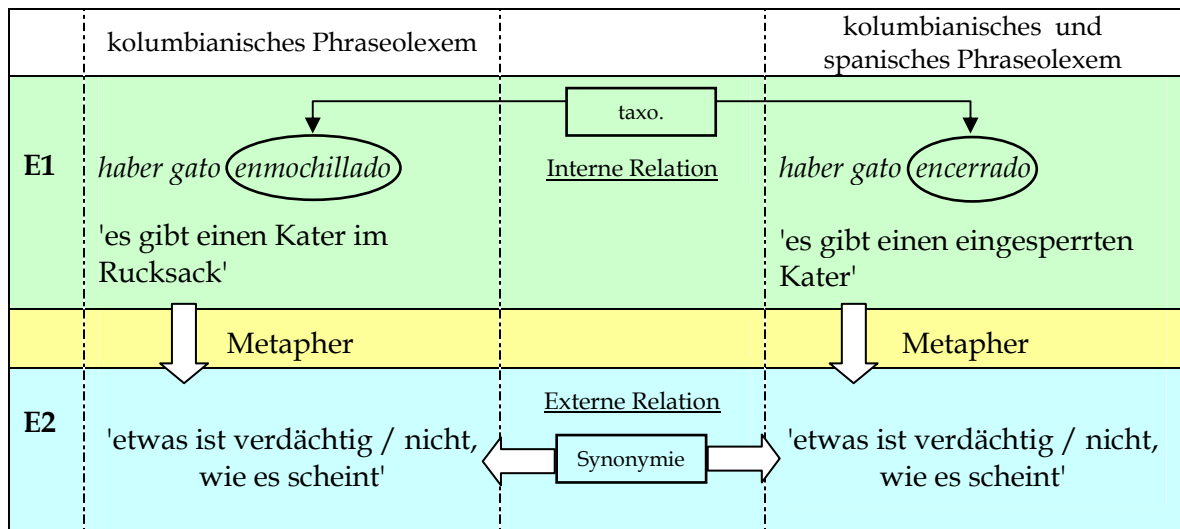 kolumbianisches Phraseolexem
kolumbianisches und
spanisches Phraseolexem
E1
taxo.
haber gato enmochillado
Interne Relation
haber gato encerrado
'es gibt einen Kater im
Rucksack'
'es gibt einen eingesperrten
Kater'
Metapher
Metapher
E2
Externe Relation
'etwas ist verdächtig / nicht,
wie es scheint'
Synonymie
'etwas ist verdächtig / nicht,
wie es scheint'